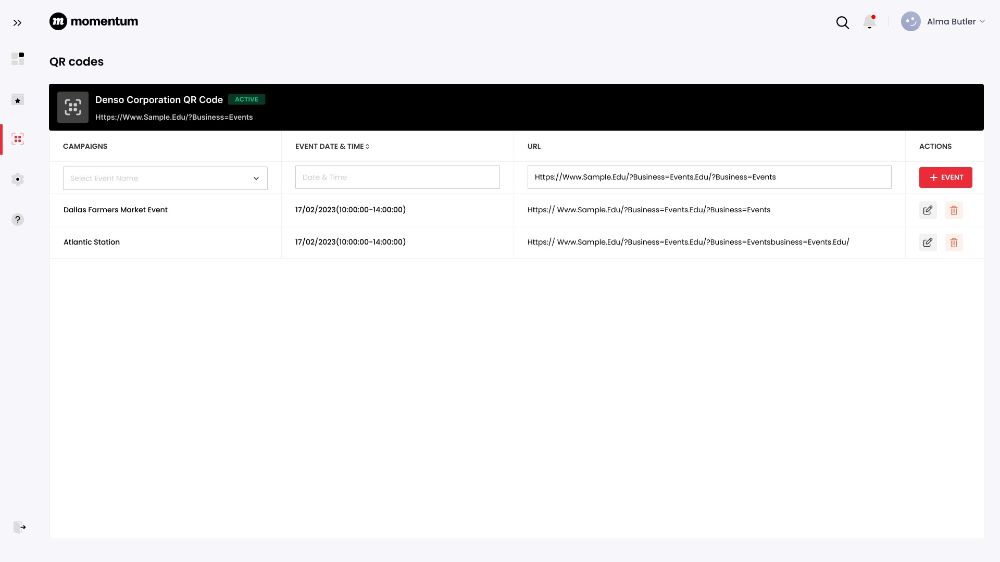 momentum
Alma Butler
QR codes
Denso Corporation QR Code ACTIVE
Https://Www.Sample.Edu/?Business=Events
CAMPAIGNS EVENT DATE & TIME URL ACTIONS
Select Event Name Date & Time Https://Www.Sample.Edu/?Business=Events.Edu/?Business=Events + EVENT
Dallas Farmers Market Event 17/02/2023(10:00:00-14:00:00) Https:// Www.Sample.Edu/?Business=Events.Edu/?Business=Events
Atlantic Station 17/02/2023(10:00:00-14:00:00) Https:// Www.Sample.Edu/?Business=Events.Edu/?Business=Eventsbusiness=Events.Edu/
?